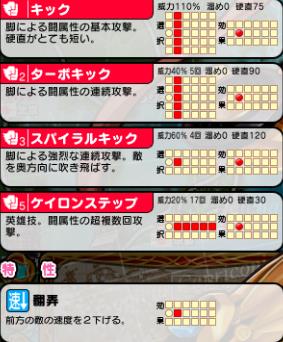 1 キック
威力110% 溜め0 硬直75
脚による闘属性の基本攻撃。
硬直がとても短い。
選択
効果
2 ターボキック
威力40% 5回 溜め0 硬直90
脚による闘属性の連続攻撃。
選択
効果
3 スパイラルキック
威力60% 4回 溜め0 硬直120
脚による強烈な連続攻撃。敵
を奥方向に吹き飛ばす。
選択
効果
5 ケイロンステップ
威力20% 17回 溜め0 硬直30
英雄技。闘属性の超複数回攻
撃。
選択
効果
特性
速↓ 翻弄
前方の敵の速度を2下げる。
効果